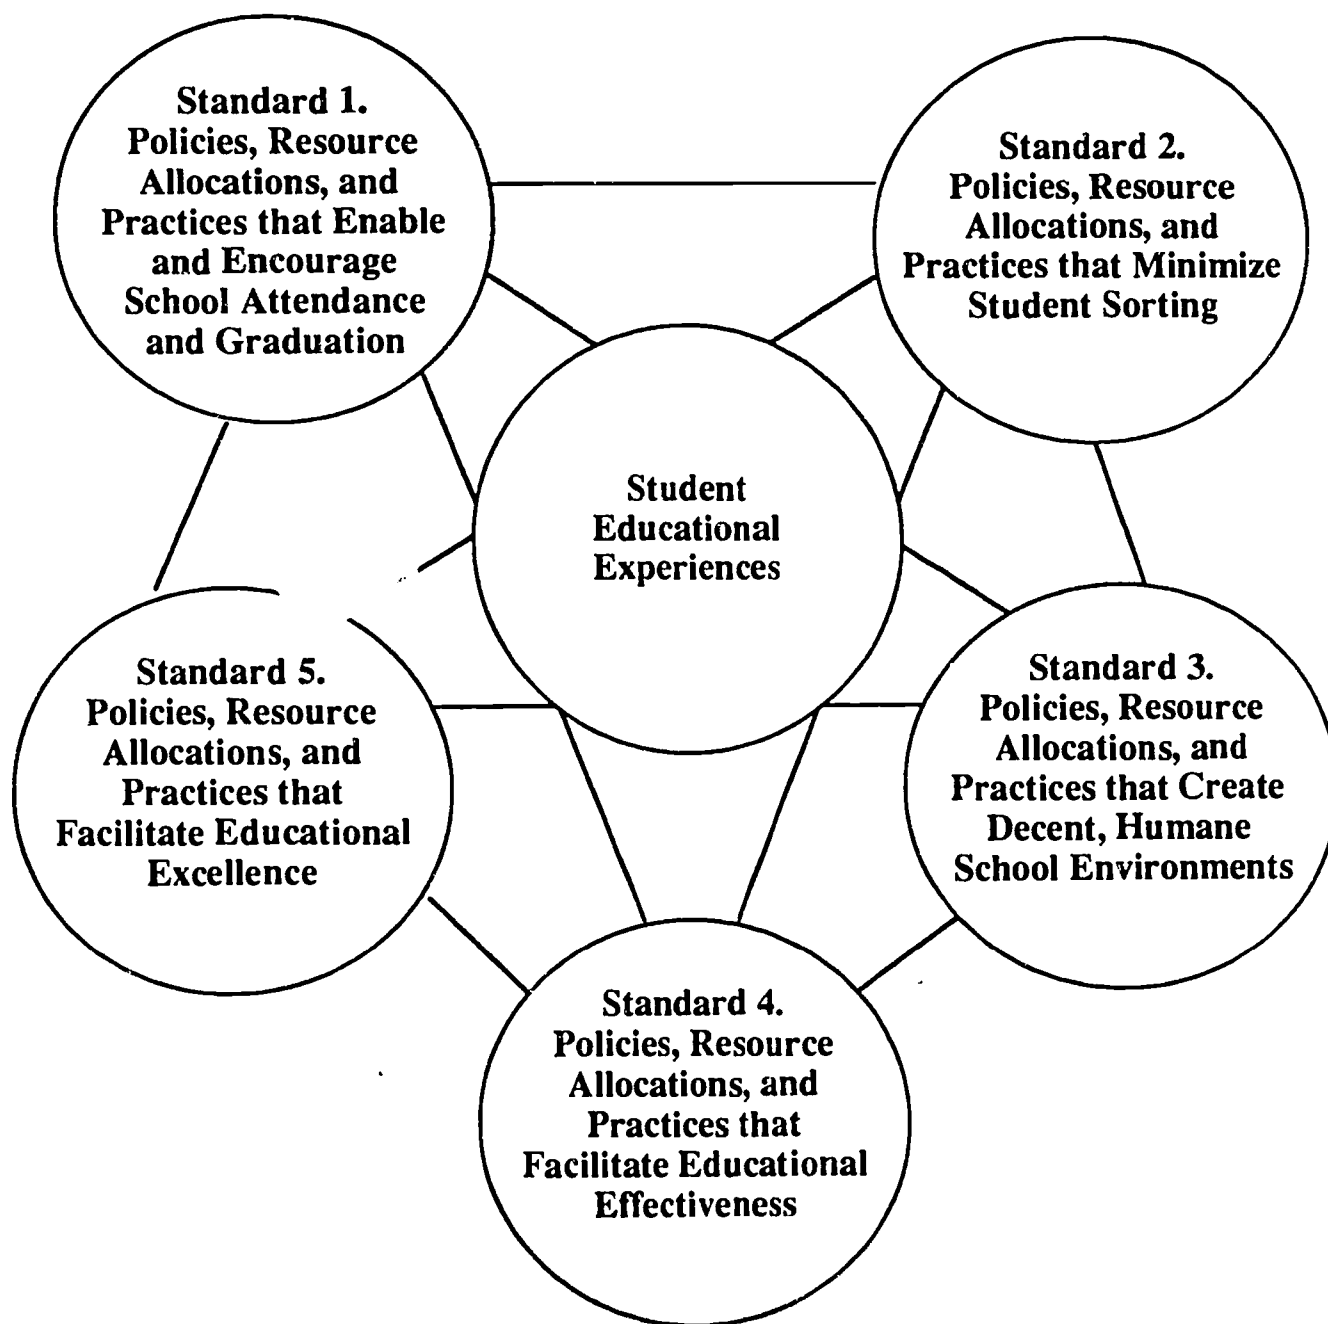 Standard 1.
Policies, Resource
Allocations, and
Practices that Enable
and Encourage
School Attendance
and Graduation
Standard 2.
Policies, Resource
Allocations, and
Practices that Minimize
Student Sorting
Student
Educational
Experiences
Standard 3.
Policies, Resource
Allocations, and
Practices that Create
Decent, Humane
School Environments
Standard 5.
Policies, Resource
Allocations, and
Practices that
Facilitate Educational
Excellence
Standard 4.
Policies, Resource
Allocations, and
Practices that
Facilitate Educational
Effectiveness